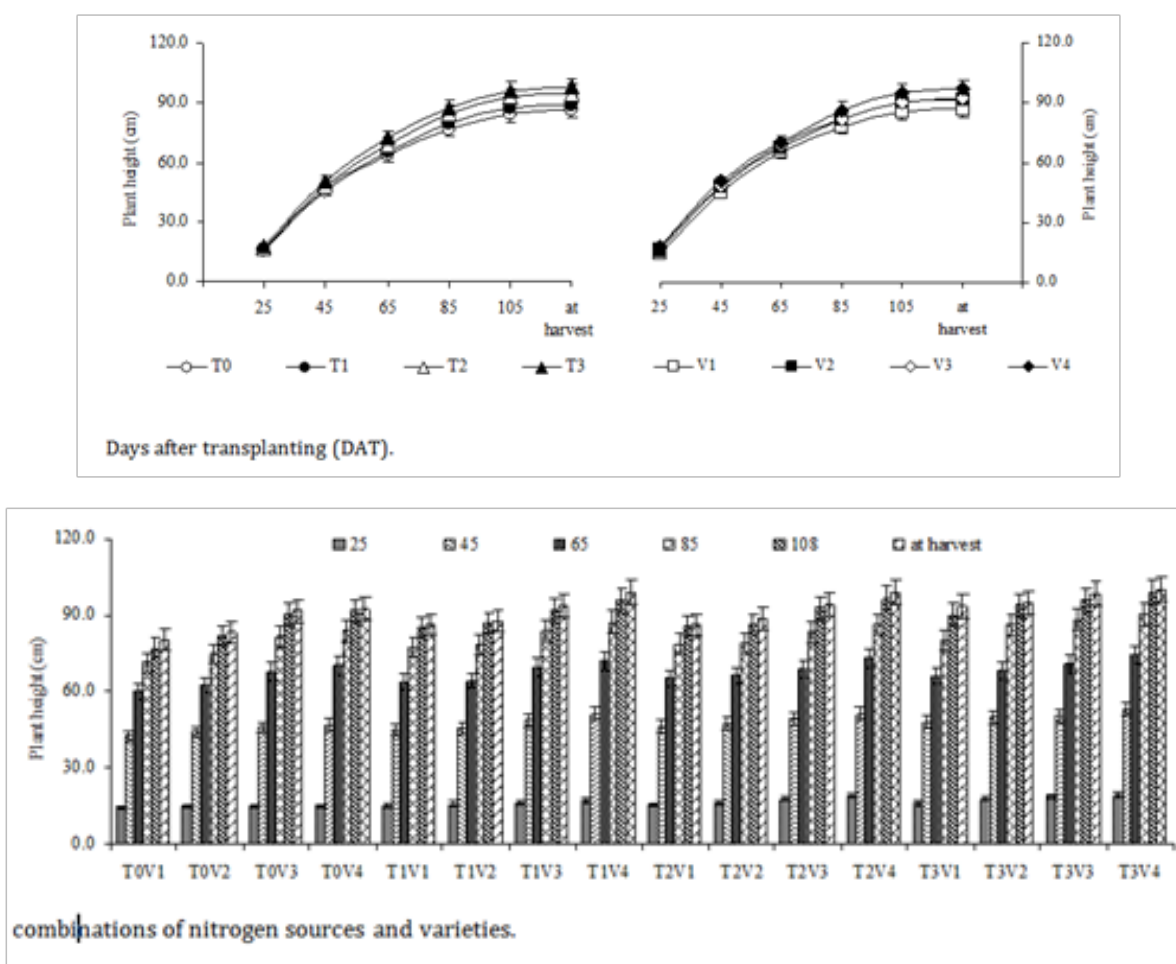 120.0
90.0
60.0
30.0
0.0
Plant height (cm)
25 45 65 85 105 at harvest
120.0
90.0
60.0
30.0
0.0
Plant height (cm)
25 45 65 85 105 at harvest
T0 T1 T2 T3 V1 V2 V3 V4
Days after transplanting (DAT).
120.0
90.0
60.0
30.0
0.0
Plant height (cm)
25 45 65 85 108 at harvest
T0V1 T0V2 T0V3 T0V4 T1V1 T1V2 T1V3 T1V4 T2V1 T2V2 T2V3 T2V4 T3V1 T3V2 T3V3 T3V4
combinations of nitrogen sources and varieties.